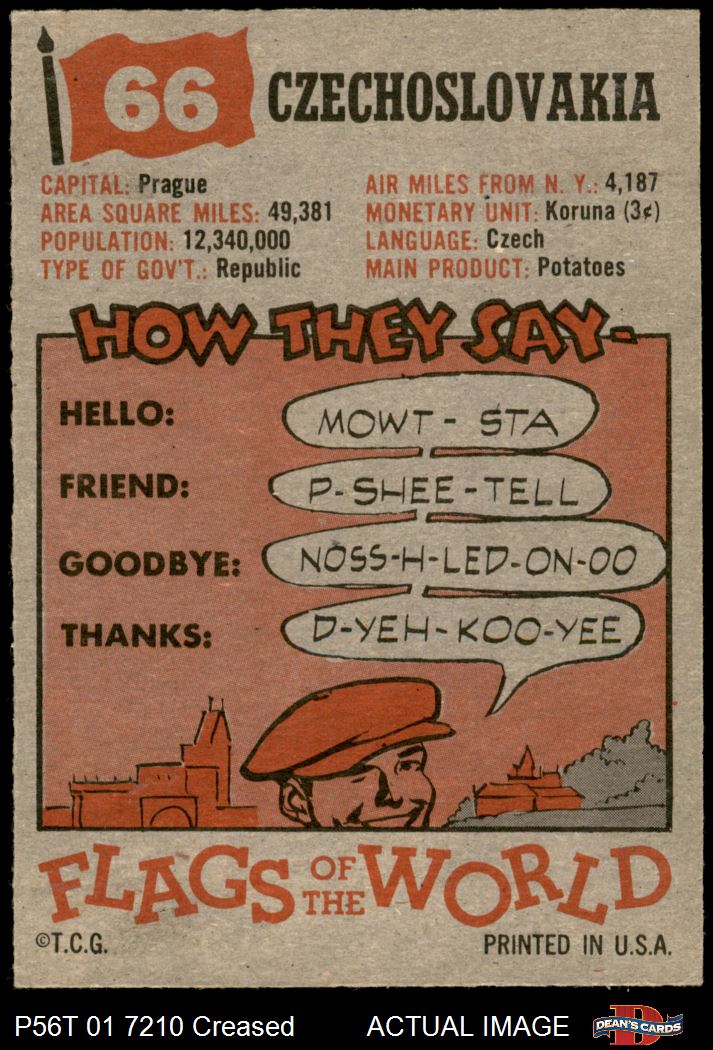 66 CZECHOSLOVAKIA
CAPITAL: Prague
AREA SQUARE MILES: 49,381
POPULATION: 12,340,000
TYPE OF GOV'T.: Republic
AIR MILES FROM N. Y.: 4,187
MONETARY UNIT: Koruna (3¢)
LANGUAGE: Czech
MAIN PRODUCT: Potatoes
HOW THEY SAY-
HELLO: MOWT - STA
FRIEND: P-SHEE-TELL
GOODBYE: NOSS-H-LED-ON-OO
THANKS: D-YEH-KOO-YEE
FLAGS OF THE WORLD
©T.C.G. PRINTED IN U.S.A.
P56T 01 7210 Creased ACTUAL IMAGE D DEAN'S CARDS